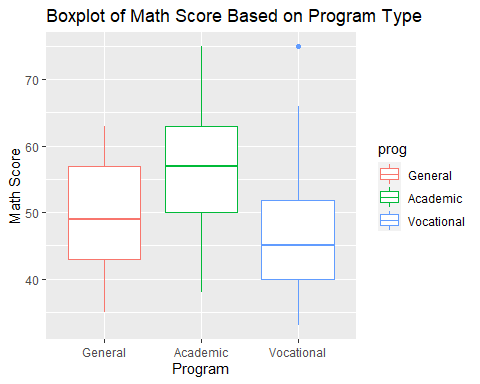 Boxplot of Math Score Based on Program Type
Math Score
70
60
50
40
General
Academic
Vocational
Program
prog
General
Academic
Vocational